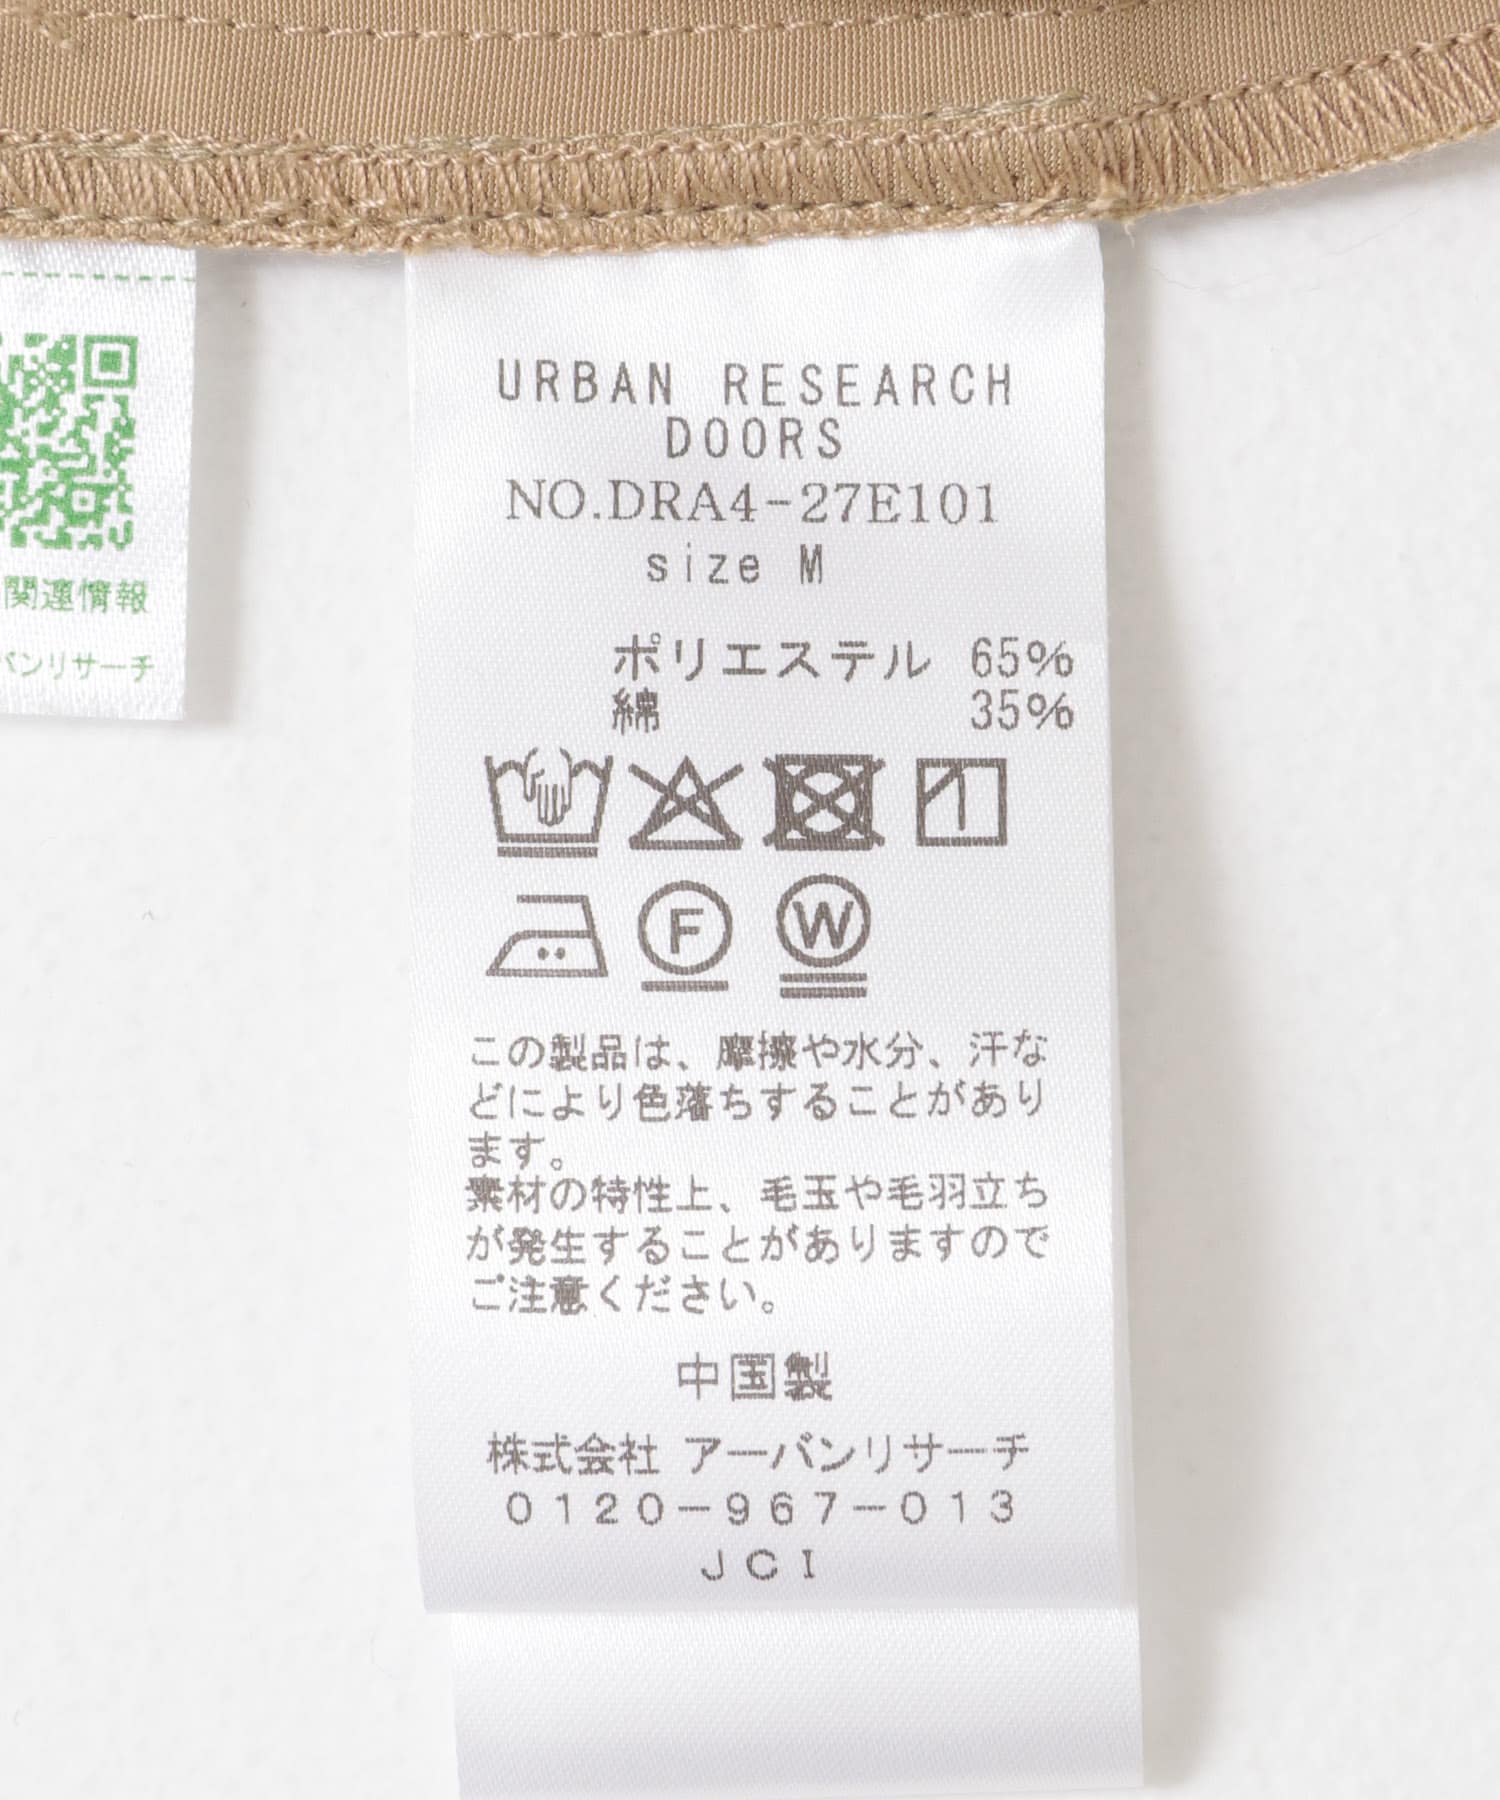 URBAN RESEARCH
DOORS
NO.DRA4-27E101
size M
ポリエステル 65%
綿 35%
F W
この製品は、摩擦や水分、汗な
どにより色落ちすることがあり
ます。
素材の特性上、毛玉や毛羽立ち
が発生することがありますので
ご注意ください。
中国製
株式会社 アーバンリサーチ
0120-967-013
JCI
関連情報
バンリサーチ